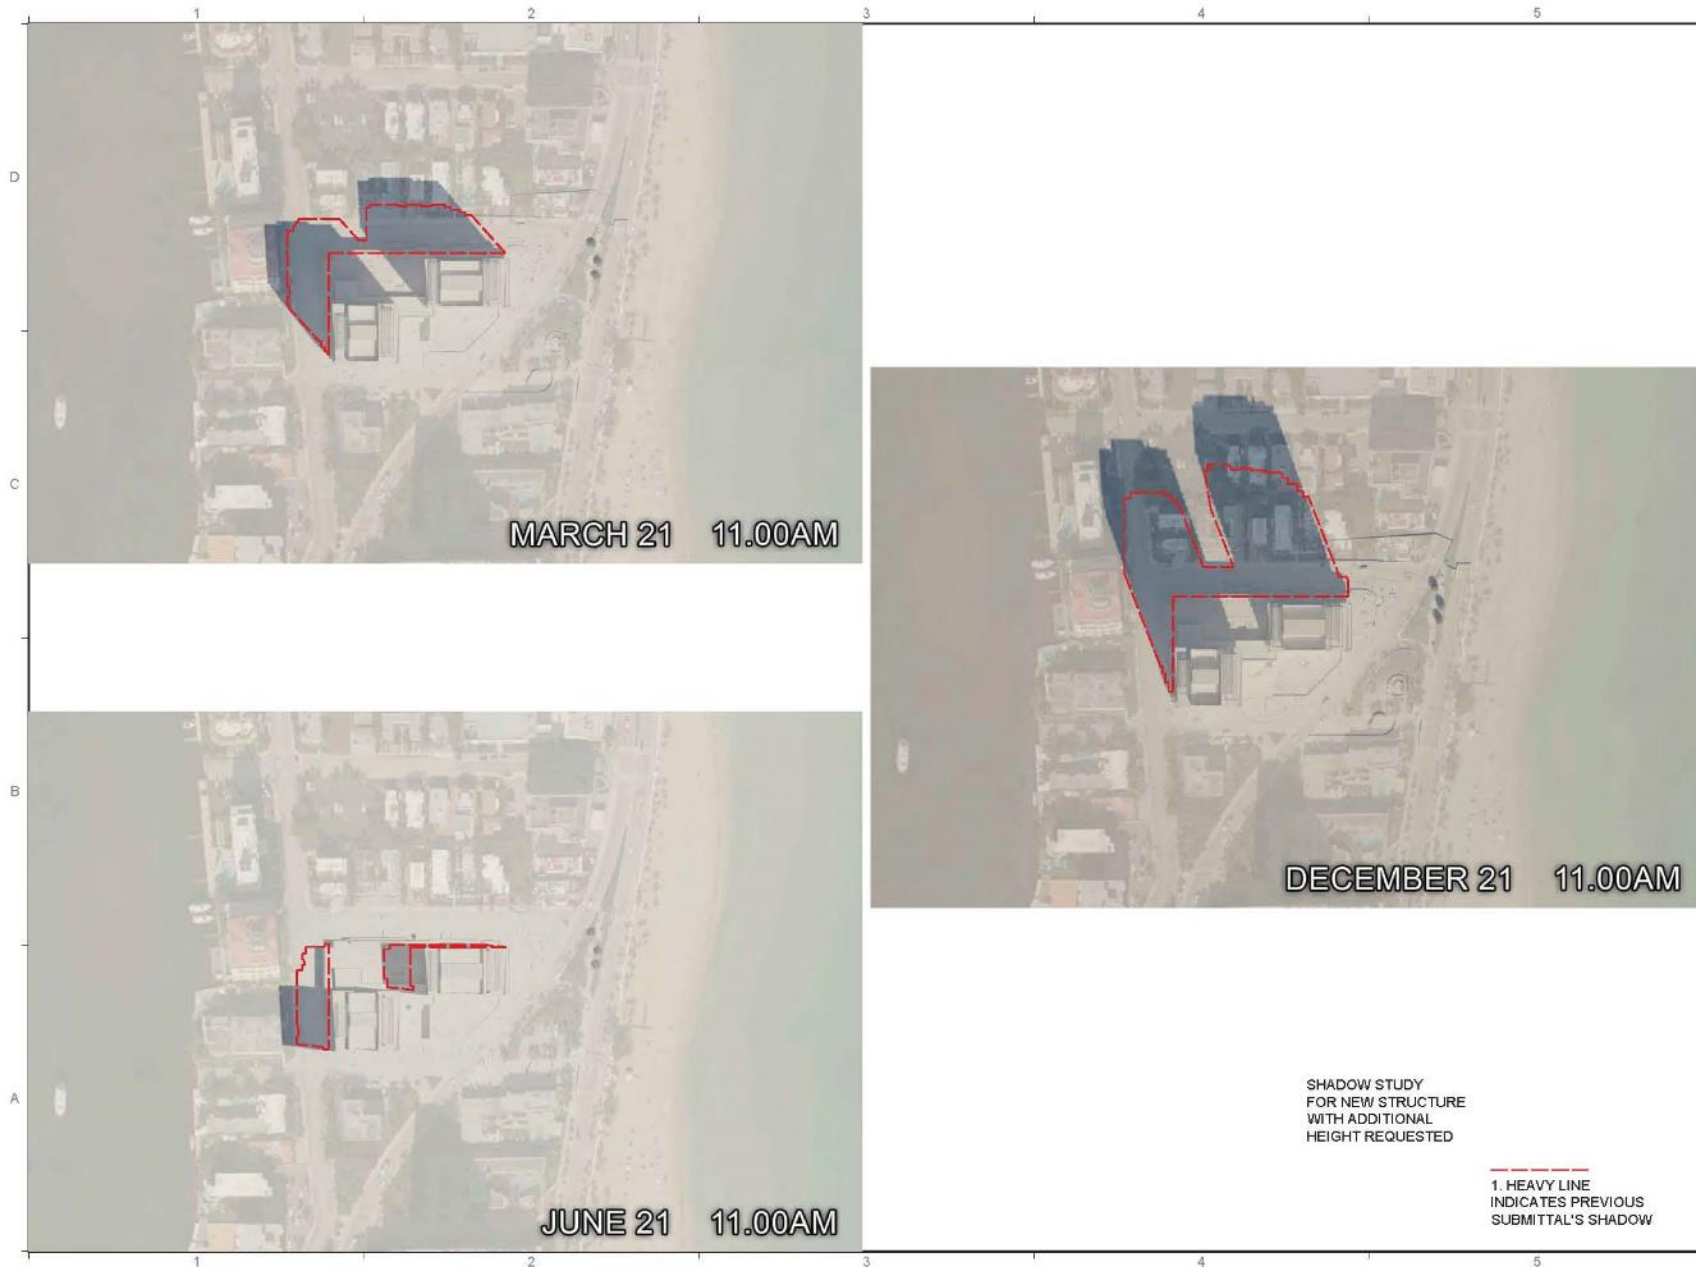 1 2 3 4 5
D
C
B
A
MARCH 21 11.00AM
DECEMBER 21 11.00AM
JUNE 21 11.00AM
SHADOW STUDY
FOR NEW STRUCTURE
WITH ADDITIONAL
HEIGHT REQUESTED
1. HEAVY LINE
INDICATES PREVIOUS
SUBMITTAL'S SHADOW
1 2 3 4 5